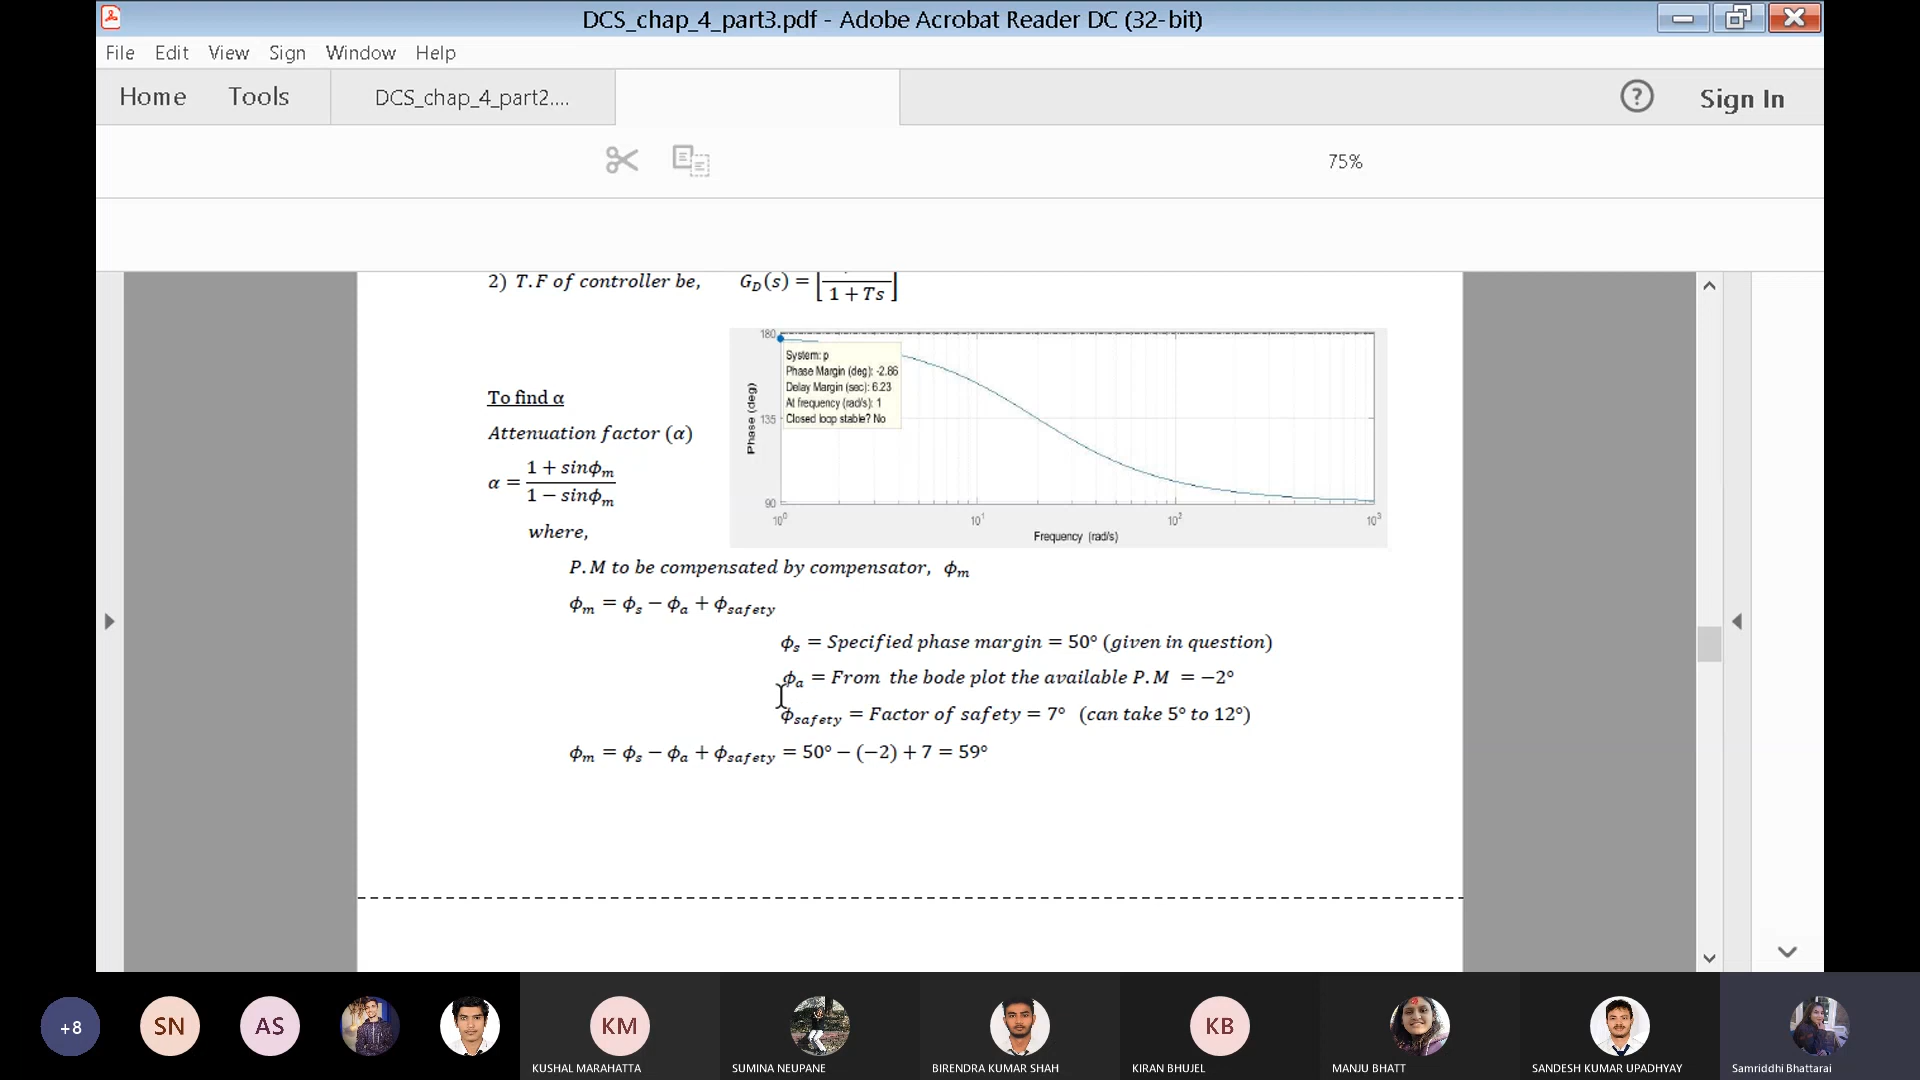 DCS_chap_4_part3.pdf - Adobe Acrobat Reader DC (32-bit)
File Edit View Sign Window Help
Home Tools DCS_chap_4_part2.... ? Sign In
75%
2) T.F of controller be, G_D(s) = [ / 1 + Ts ]
180
System: p
Phase Margin (deg): -2.86
Delay Margin (sec): 6.23
At frequency (rad/s): 1
Closed loop stable? No
Phase (deg)
135
90
10^0 10^1 10^2 10^3
Frequency (rad/s)
To find α
Attenuation factor (α)
α = (1 + sinϕ_m) / (1 − sinϕ_m)
where,
P.M to be compensated by compensator, ϕ_m
ϕ_m = ϕ_s − ϕ_a + ϕ_safety
ϕ_s = Specified phase margin = 50° (given in question)
ϕ_a = From the bode plot the available P.M = −2°
ϕ_safety = Factor of safety = 7° (can take 5° to 12°)
ϕ_m = ϕ_s − ϕ_a + ϕ_safety = 50° − (−2) + 7 = 59°
+8 SN AS KM KB
KUSHAL MARAHATTA SUMINA NEUPANE BIRENDRA KUMAR SHAH KIRAN BHUJEL MANJU BHATT SANDESH KUMAR UPADHYAY Samriddhi Bhattarai